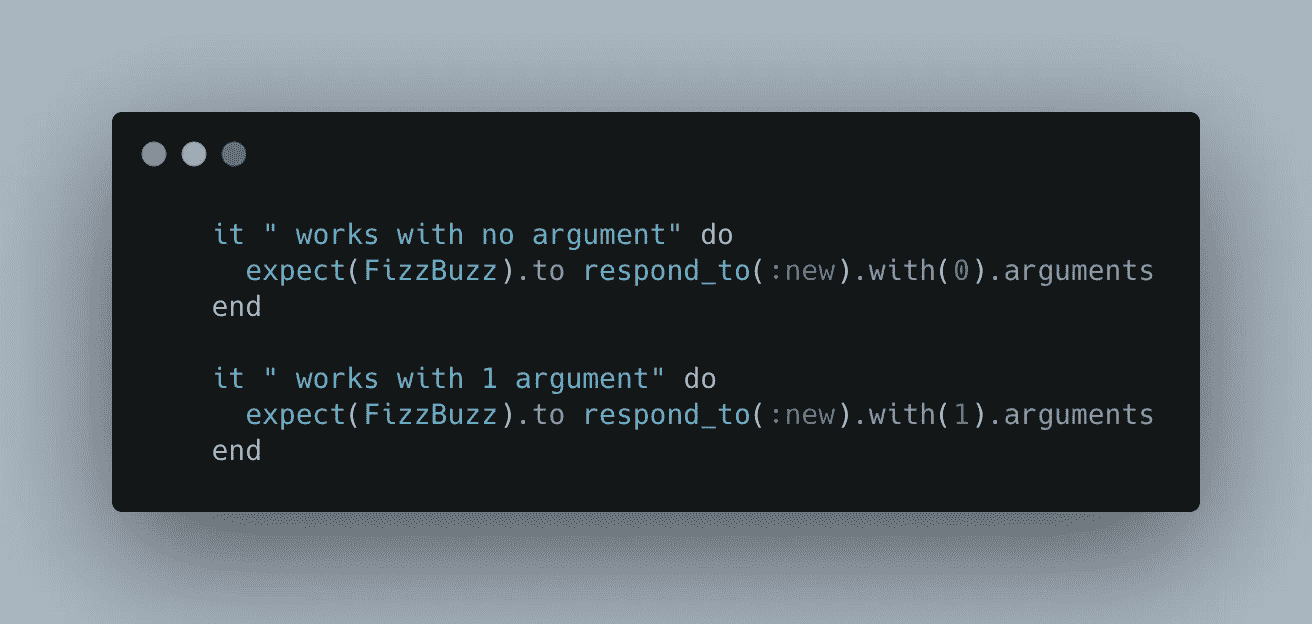 it " works with no argument" do
  expect(FizzBuzz).to respond_to(:new).with(0).arguments
end

it " works with 1 argument" do
  expect(FizzBuzz).to respond_to(:new).with(1).arguments
end